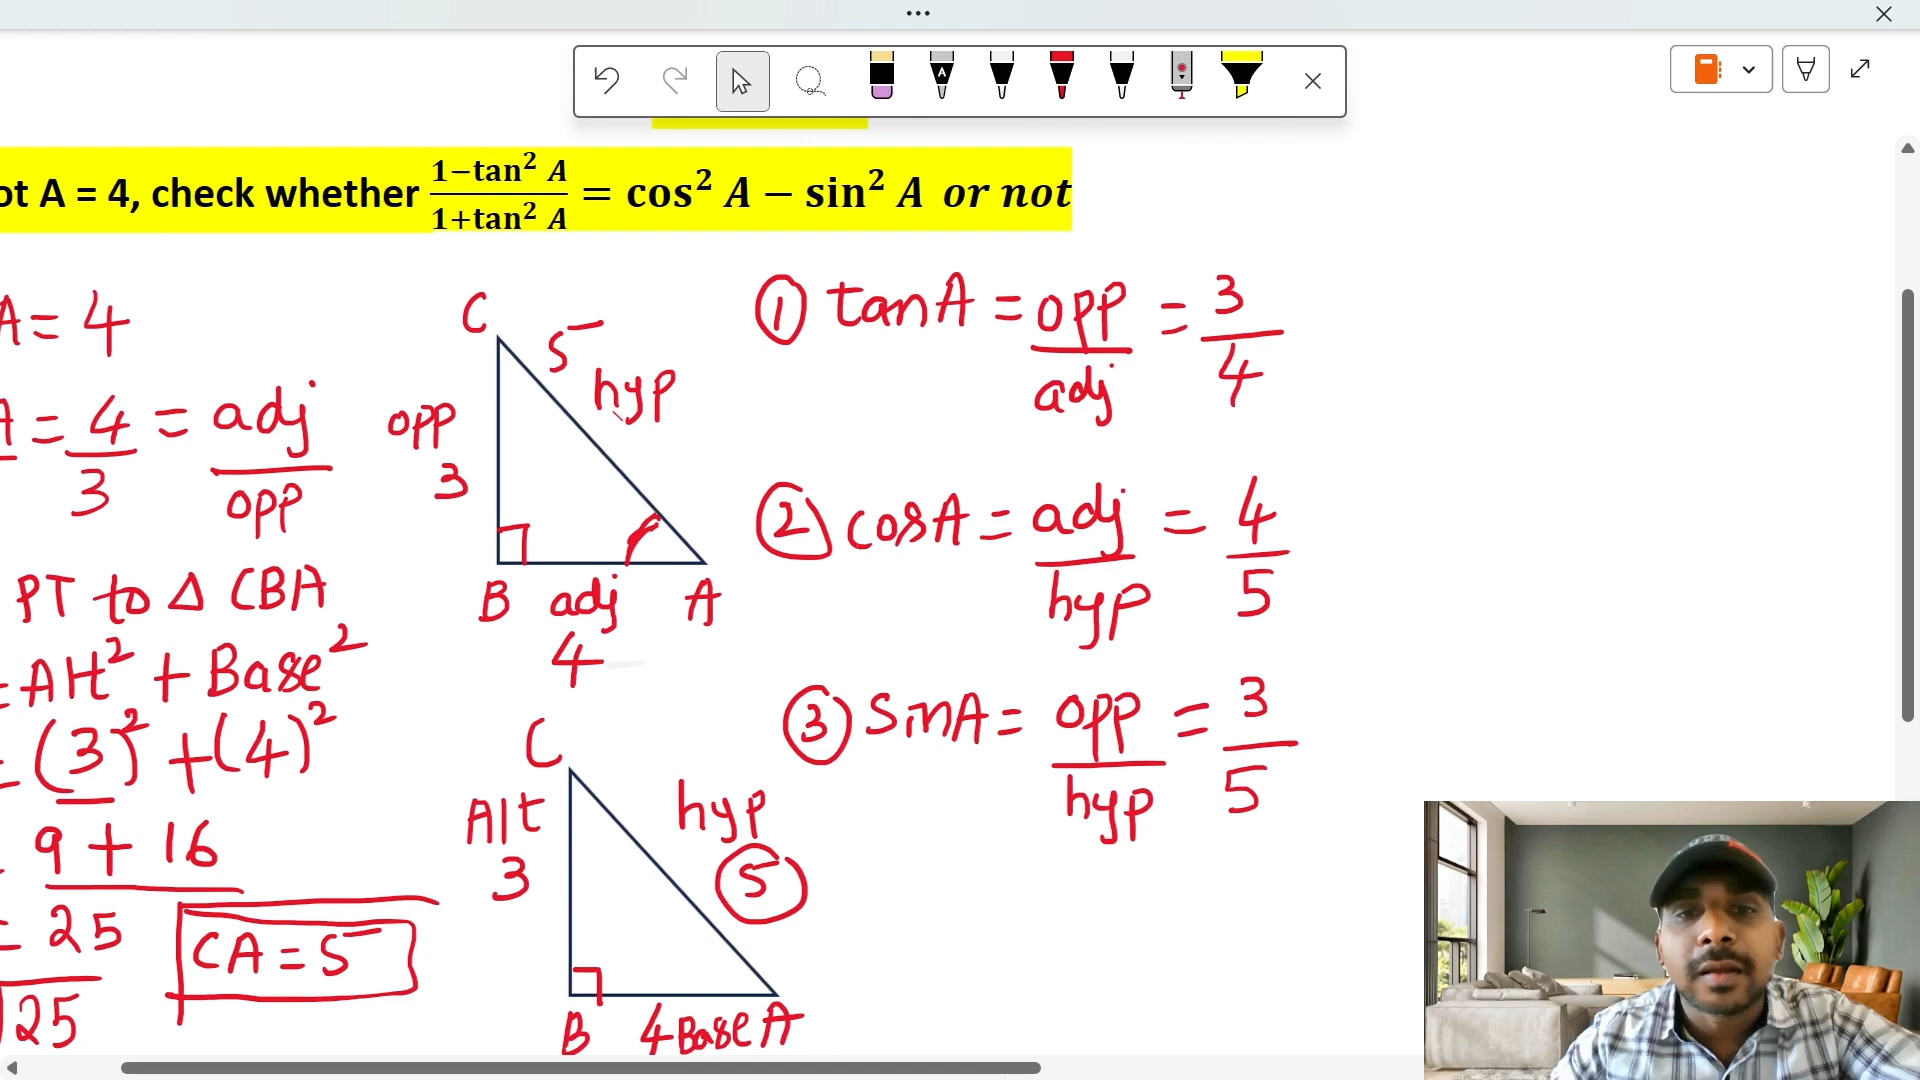 ot A = 4, check whether 1−tan² A / 1+tan² A = cos² A − sin² A or not
A = 4
A = 4/3 = adj/opp
PT to Δ CBA
= Alt² + Base²
= (3)² + (4)²
= 9 + 16
= 25
√25
CA = 5
C
5
hyp
opp
3
B adj A
4
C
Alt
3
hyp
5
B 4 Base A
① tan A = opp/adj = 3/4
② cos A = adj/hyp = 4/5
③ sin A = opp/hyp = 3/5